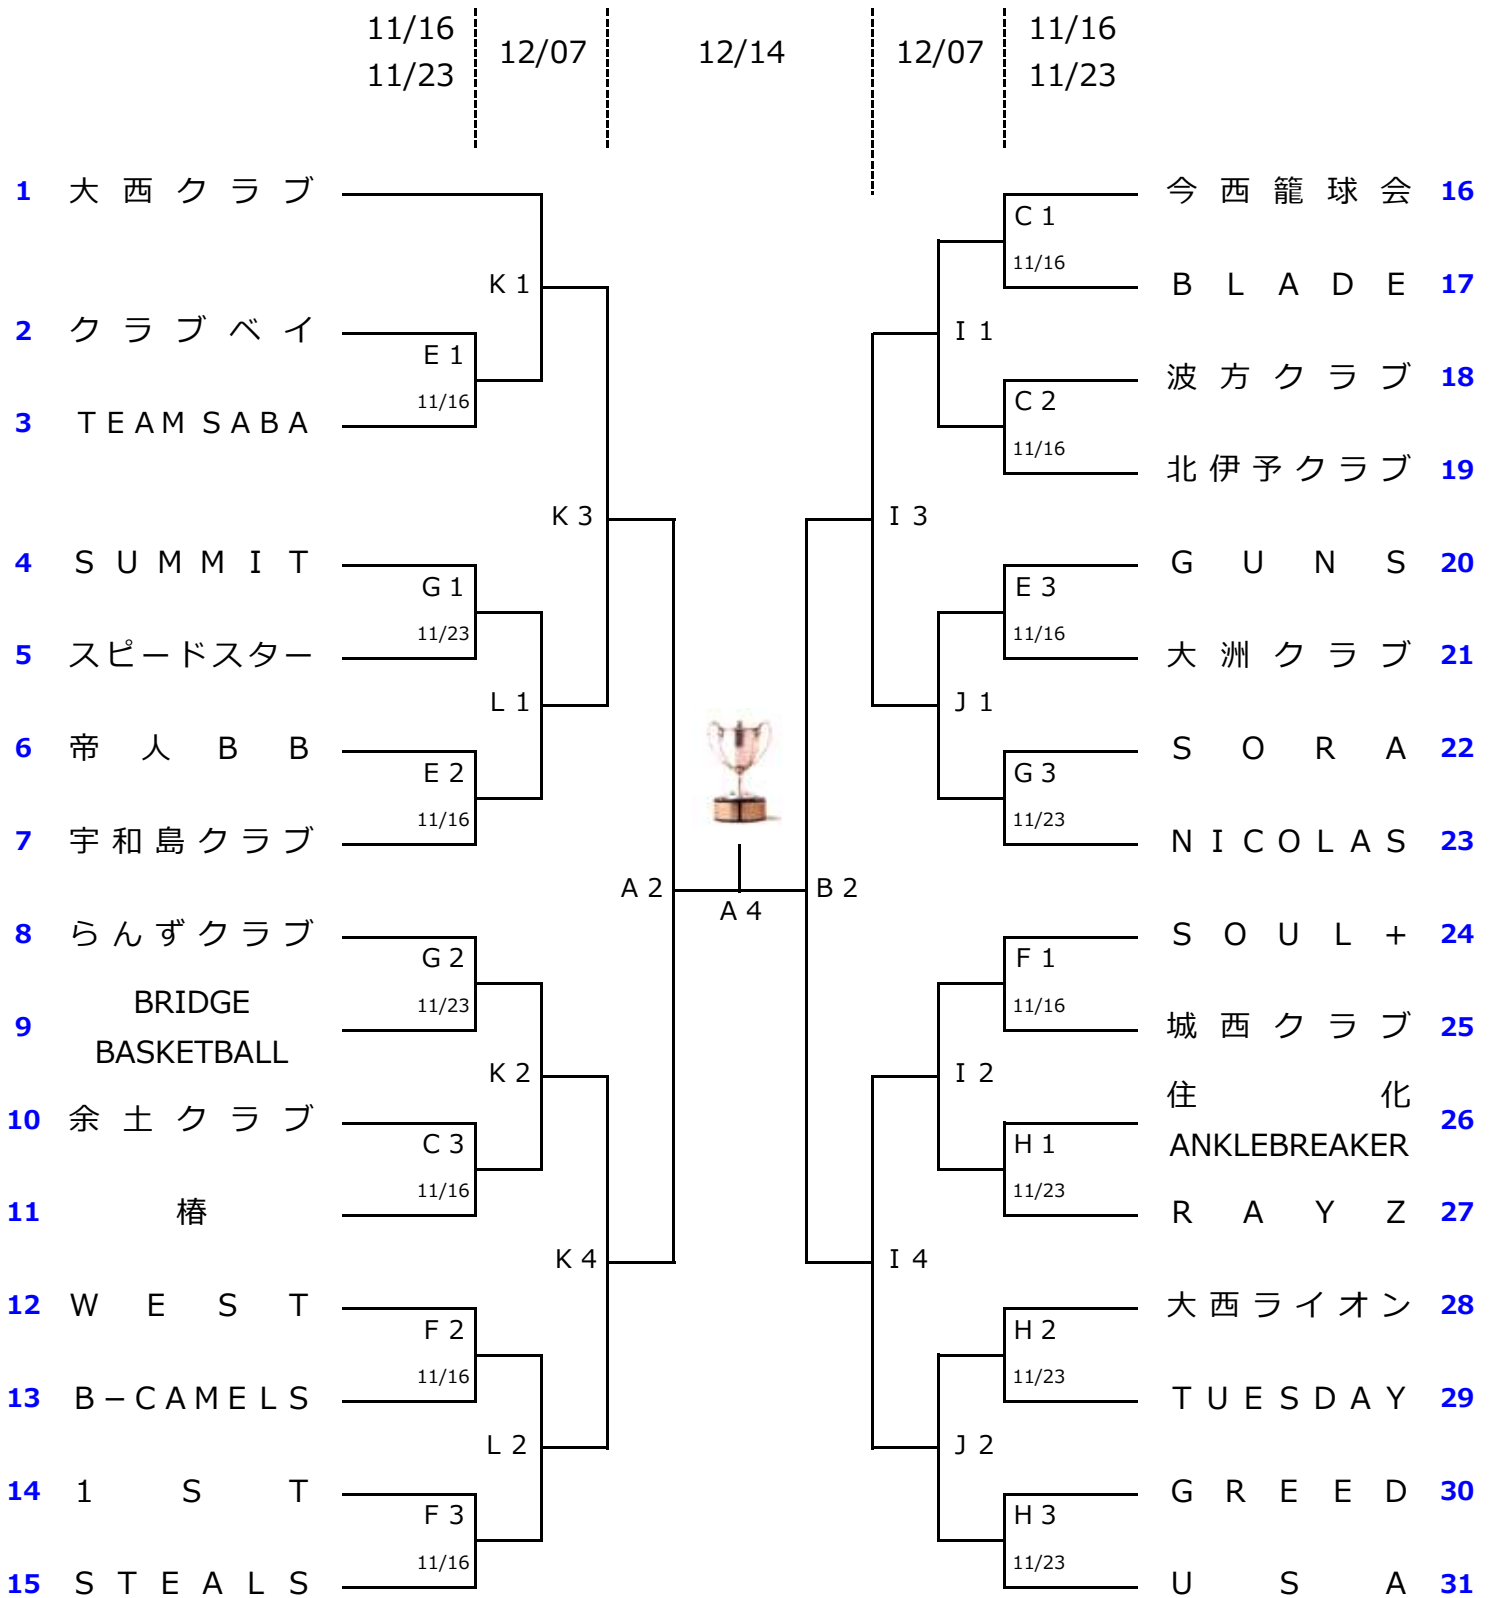 11/16
11/23
12/07
12/14
12/07
11/16
11/23
1 大西クラブ
K1
2 クラブベイ
E1
11/16
3 TEAM SABA
K3
4 SUMMIT
G1
11/23
5 スピードスター
L1
6 帝人BB
E2
11/16
7 宇和島クラブ
A2
8 らんずクラブ
G2
11/23
9 BRIDGE
BASKETBALL
K2
10 余土クラブ
C3
11/16
11 椿
K4
12 WEST
F2
11/16
13 B－CAMELS
L2
14 1ST
F3
11/16
15 STEALS
A4
今西籠球会 16
C1
11/16
BLADE 17
I1
波方クラブ 18
C2
11/16
北伊予クラブ 19
I3
GUNS 20
E3
11/16
大洲クラブ 21
J1
SORA 22
G3
11/23
NICOLAS 23
B2
SOUL+ 24
F1
11/16
城西クラブ 25
I2
住化
ANKLEBREAKER 26
H1
11/23
RAYZ 27
I4
大西ライオン 28
H2
11/23
TUESDAY 29
J2
GREED 30
H3
11/23
USA 31